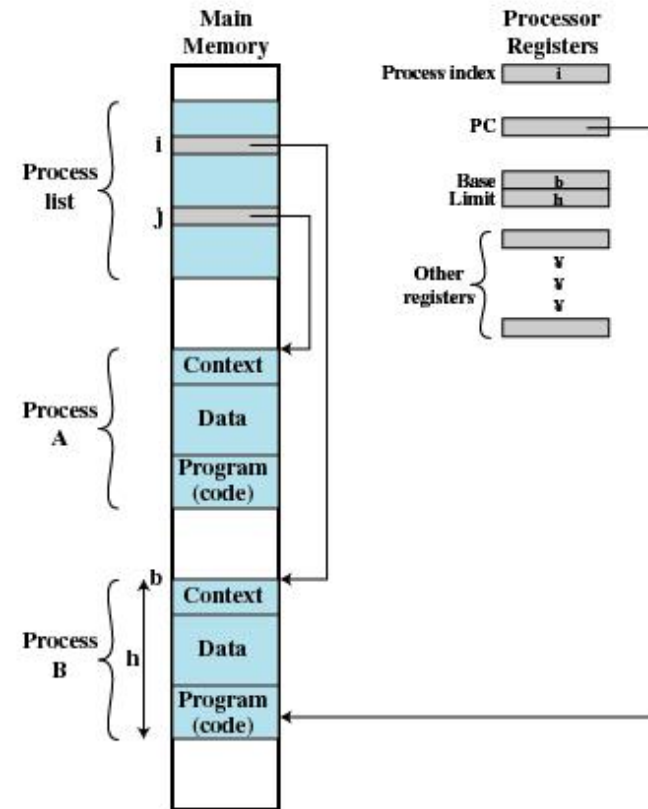 Main
Memory
Processor
Registers
Process index
i
PC
Base
b
Limit
h
Other
registers
¥
¥
¥
Process
list
i
j
Process
A
Context
Data
Program
(code)
Process
B
b
h
Context
Data
Program
(code)